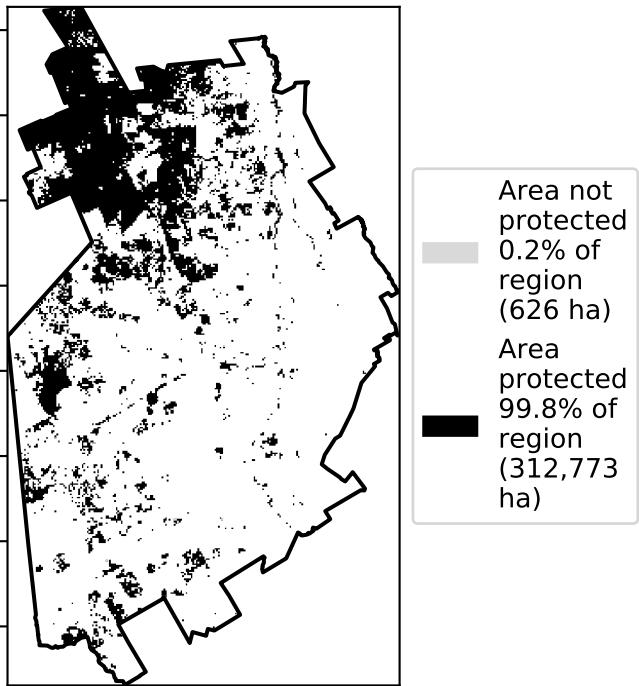 Area not
protected
0.2% of
region
(626 ha)
Area
protected
99.8% of
region
(312,773
ha)